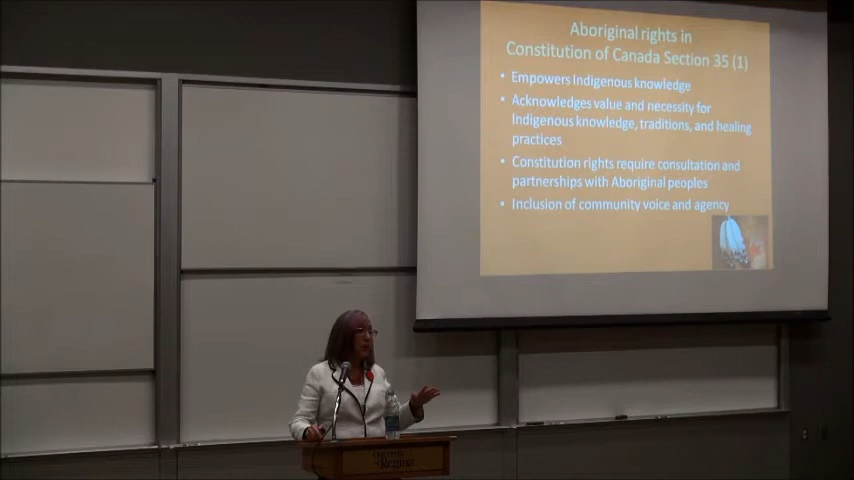 Aboriginal rights in
Constitution of Canada Section 35 (1)
• Empowers Indigenous knowledge
• Acknowledges value and necessity for
Indigenous knowledge, traditions, and healing
practices
• Constitution rights require consultation and
partnerships with Aboriginal peoples
• Inclusion of community voice and agency
of Regina